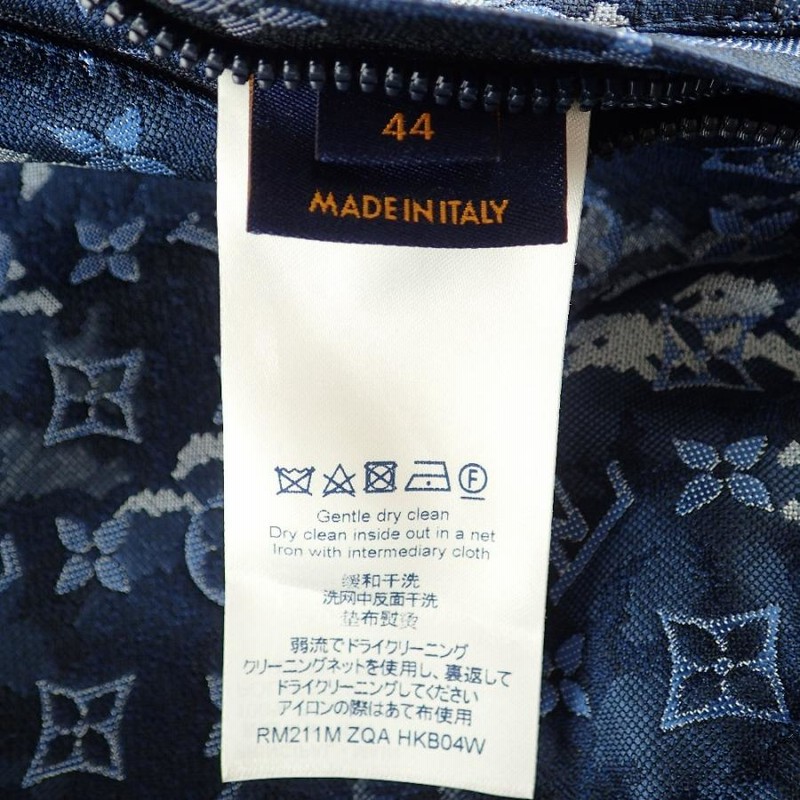 44
MADE IN ITALY
F
Gentle dry clean
Dry clean inside out in a net
Iron with intermediary cloth
缓和干洗
洗网中反面干洗
垫布熨烫
弱流でドライクリーニング
クリーニングネットを使用し、裏返して
ドライクリーニングしてください
アイロンの際はあて布使用
RM211M ZQA HKB04W